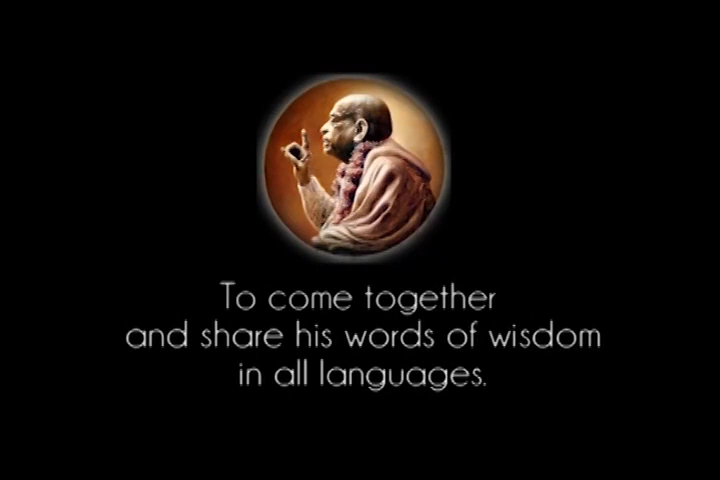 To come together
and share his words of wisdom
in all languages.